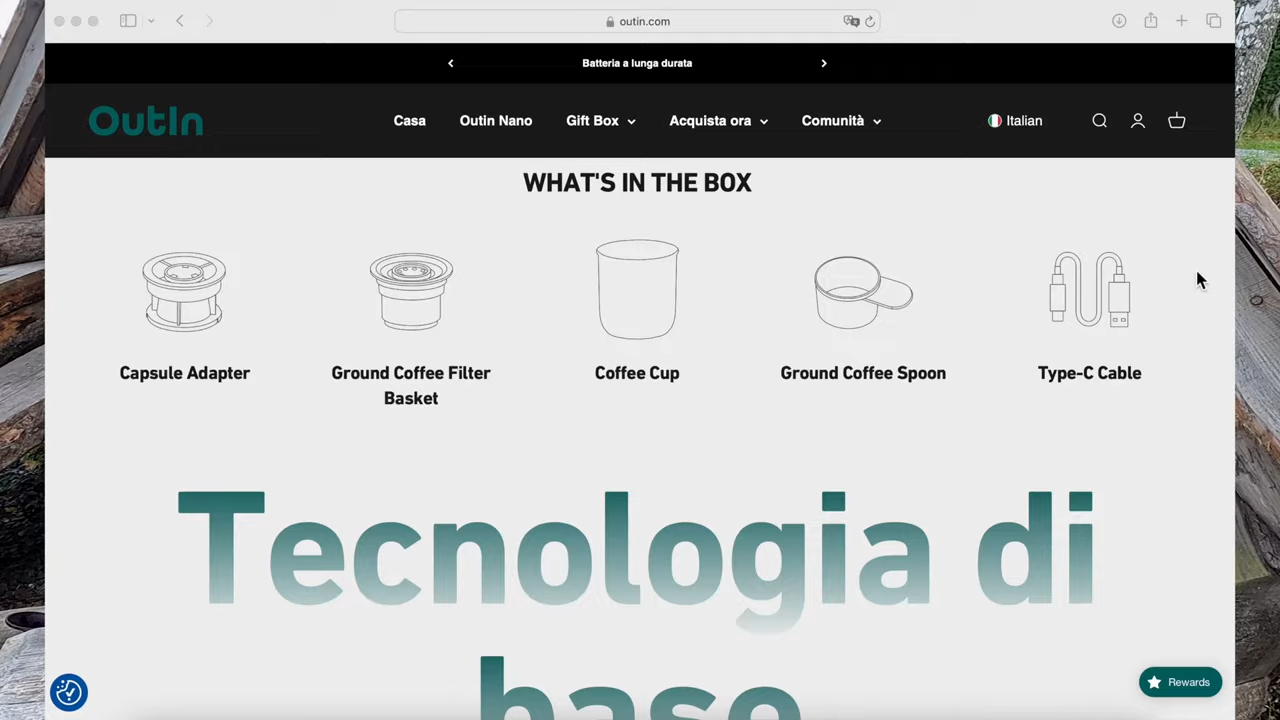 outin.com
Batteria a lunga durata
OutIn
Casa Outin Nano Gift Box Acquista ora Comunità Italian
WHAT'S IN THE BOX
Capsule Adapter
Ground Coffee Filter Basket
Coffee Cup
Ground Coffee Spoon
Type-C Cable
Tecnologia di
base
Rewards